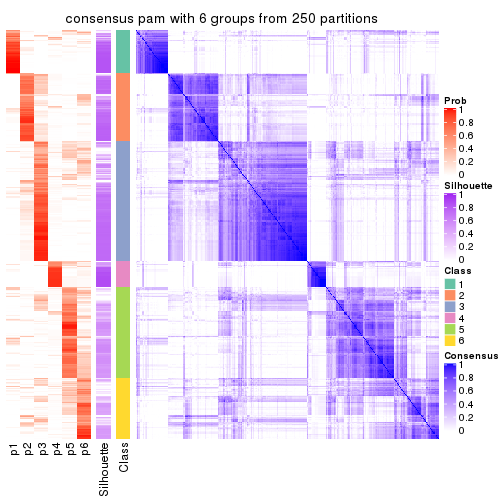 consensus pam with 6 groups from 250 partitions
Prob
1
0.8
0.6
0.4
0.2
0
Silhouette
1
0.8
0.6
0.4
0.2
0
Class
1
2
3
4
5
6
Consensus
1
0.8
0.6
0.4
0.2
0
p1
p2
p3
p4
p5
p6
Silhouette
Class